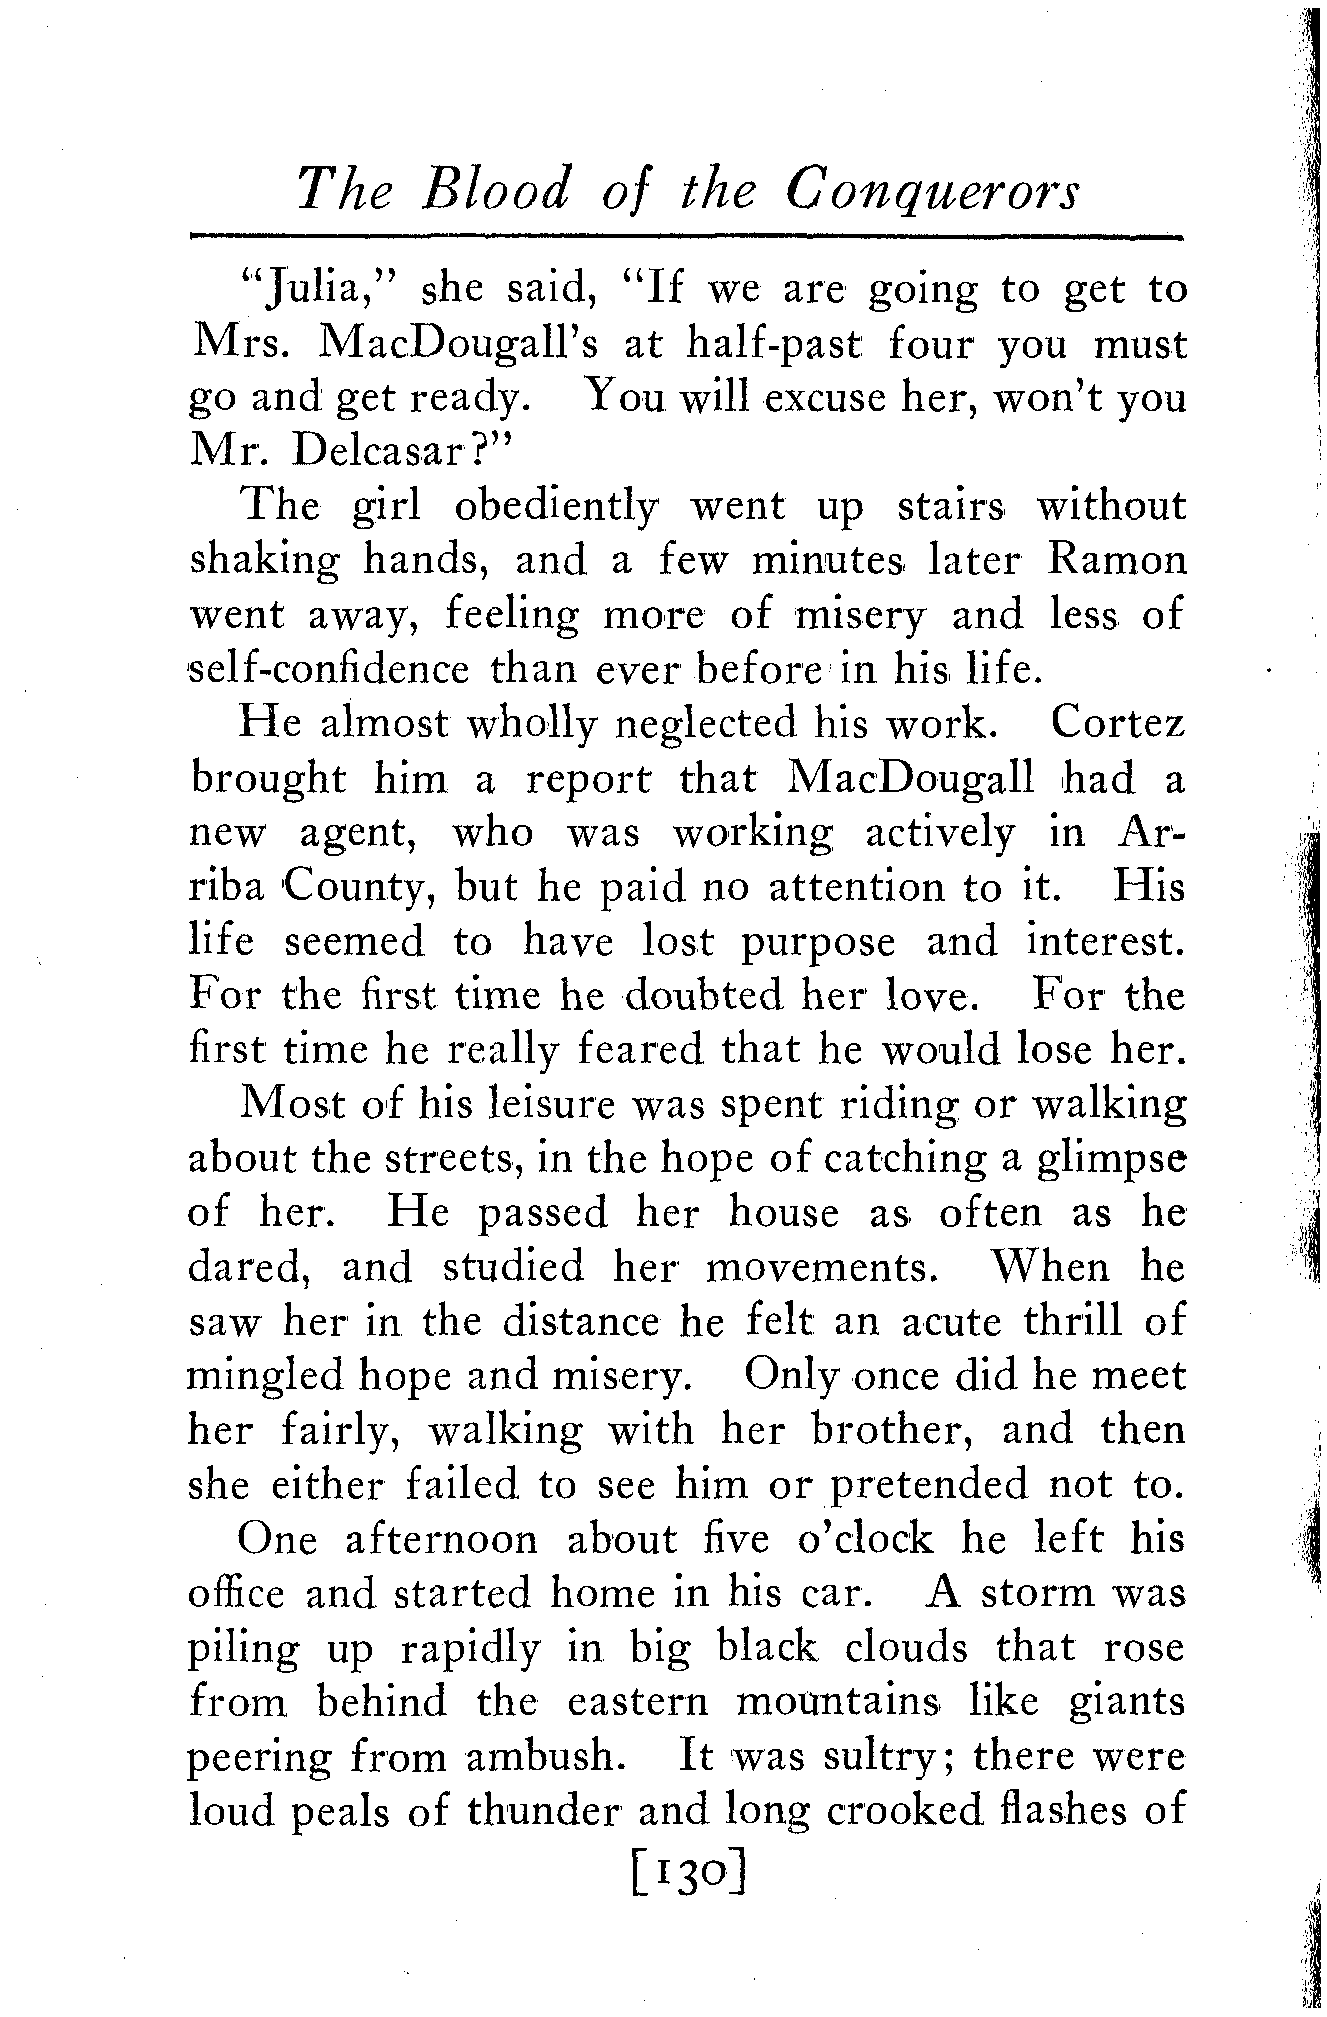 The Blood of the Conquerors
“Julia,” she said, “If we are going to get to
Mrs. MacDougall’s at half-past four you must
go and get ready. You will excuse her, won’t you
Mr. Delcasar?”
The girl obediently went up stairs without
shaking hands, and a few minutes later Ramon
went away, feeling more of misery and less of
self-confidence than ever before in his life.
He almost wholly neglected his work. Cortez
brought him a report that MacDougall had a
new agent, who was working actively in Ar-
riba County, but he paid no attention to it. His
life seemed to have lost purpose and interest.
For the first time he doubted her love. For the
first time he really feared that he would lose her.
Most of his leisure was spent riding or walking
about the streets, in the hope of catching a glimpse
of her. He passed her house as often as he
dared, and studied her movements. When he
saw her in the distance he felt an acute thrill of
mingled hope and misery. Only once did he meet
her fairly, walking with her brother, and then
she either failed to see him or pretended not to.
One afternoon about five o’clock he left his
office and started home in his car. A storm was
piling up rapidly in big black clouds that rose
from behind the eastern mountains like giants
peering from ambush. It was sultry; there were
loud peals of thunder and long crooked flashes of
[130]